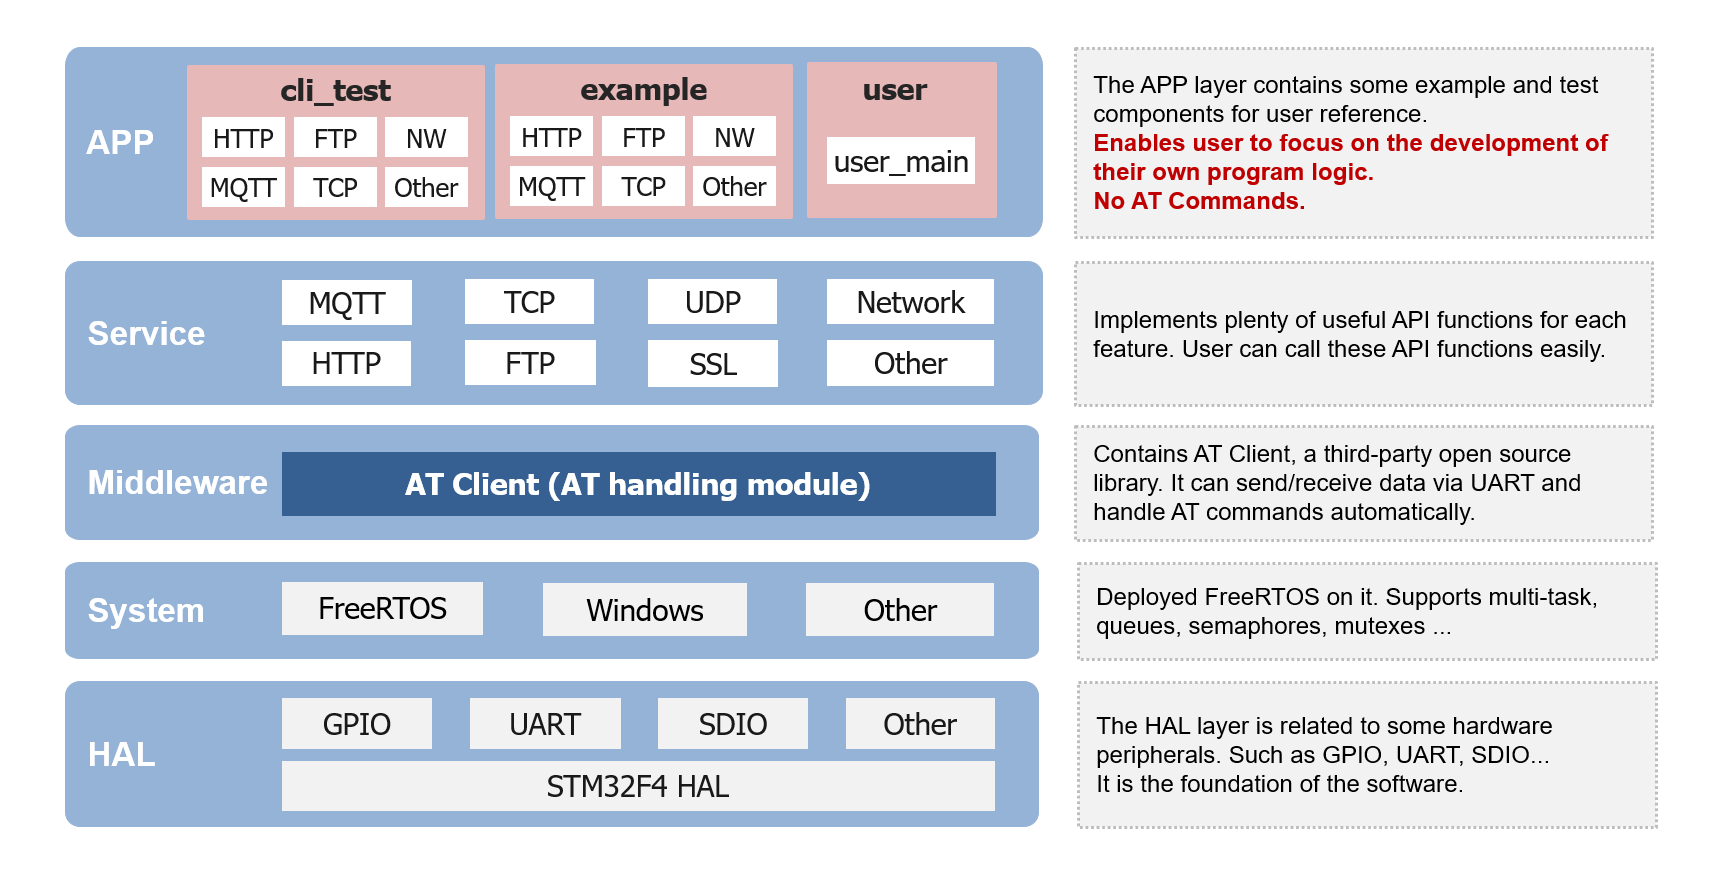 APP
cli_test
HTTP FTP NW
MQTT TCP Other
example
HTTP FTP NW
MQTT TCP Other
user
user_main
The APP layer contains some example and test
components for user reference.
Enables user to focus on the development of
their own program logic.
No AT Commands.
Service
MQTT TCP UDP Network
HTTP FTP SSL Other
Implements plenty of useful API functions for each
feature. User can call these API functions easily.
Middleware
AT Client (AT handling module)
Contains AT Client, a third-party open source
library. It can send/receive data via UART and
handle AT commands automatically.
System
FreeRTOS Windows Other
Deployed FreeRTOS on it. Supports multi-task,
queues, semaphores, mutexes ...
HAL
GPIO UART SDIO Other
STM32F4 HAL
The HAL layer is related to some hardware
peripherals. Such as GPIO, UART, SDIO...
It is the foundation of the software.